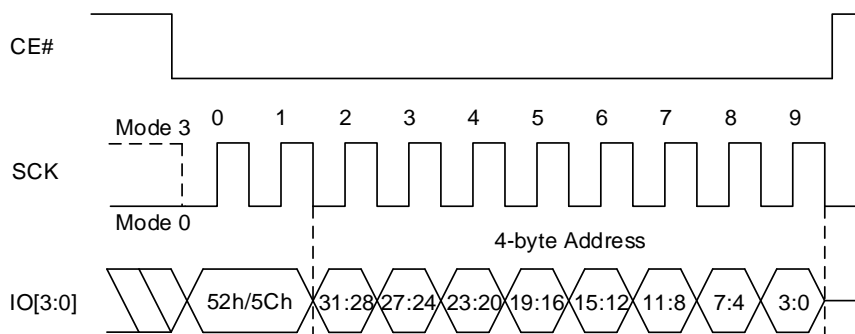 CE#
Mode 3 0 1 2 3 4 5 6 7 8 9
SCK
Mode 0
4-byte Address
IO[3:0] 52h/5Ch 31:28 27:24 23:20 19:16 15:12 11:8 7:4 3:0